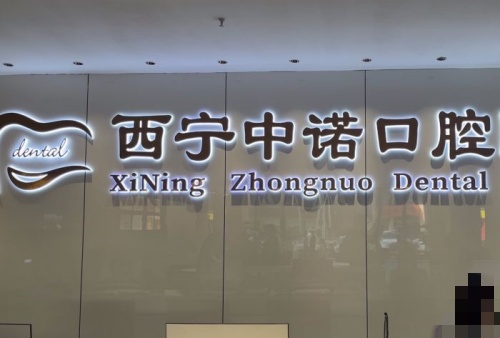 dental
西宁中诺口腔
XiNing Zhongnuo Dental